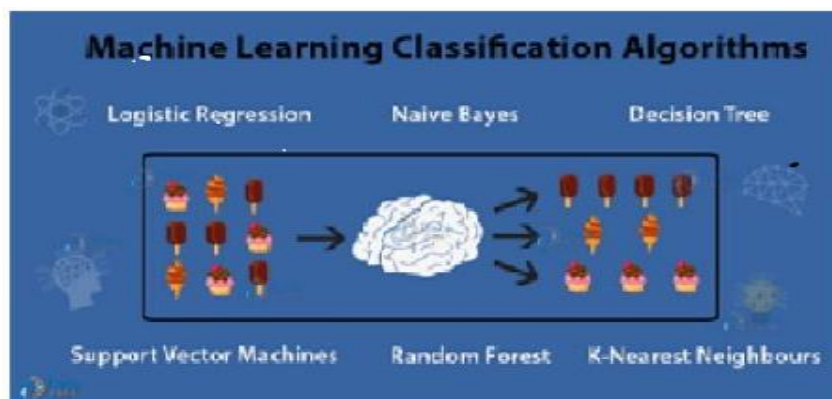 Machine Learning Classification Algorithms
Logistic Regression Naive Bayes Decision Tree
Support Vector Machines Random Forest K-Nearest Neighbours